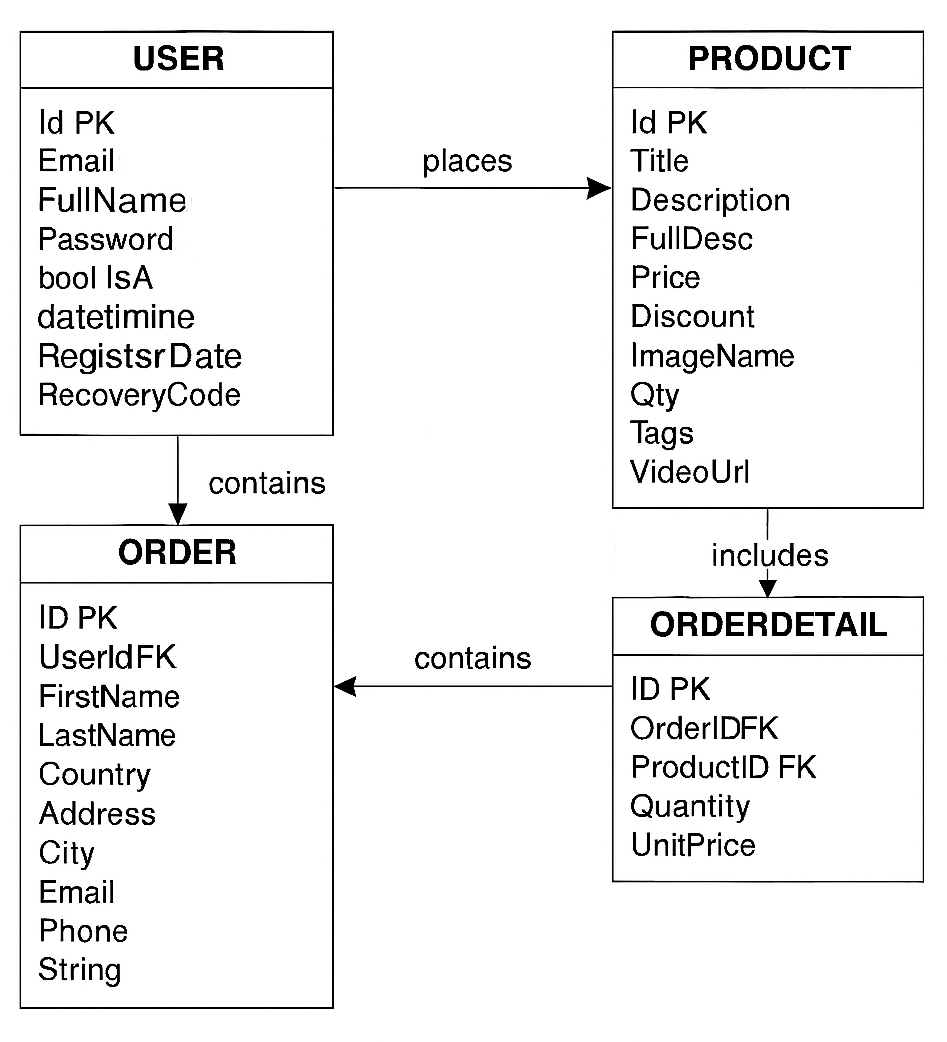 USER
Id PK
Email
FullName
Password
bool IsA
datetimine
RegistsrDate
RecoveryCode
places
PRODUCT
Id PK
Title
Description
FullDesc
Price
Discount
ImageName
Qty
Tags
VideoUrl
contains
includes
ORDER
ID PK
UserIdFK
FirstName
LastName
Country
Address
City
Email
Phone
String
contains
ORDERDETAIL
ID PK
OrderIDFK
ProductID FK
Quantity
UnitPrice